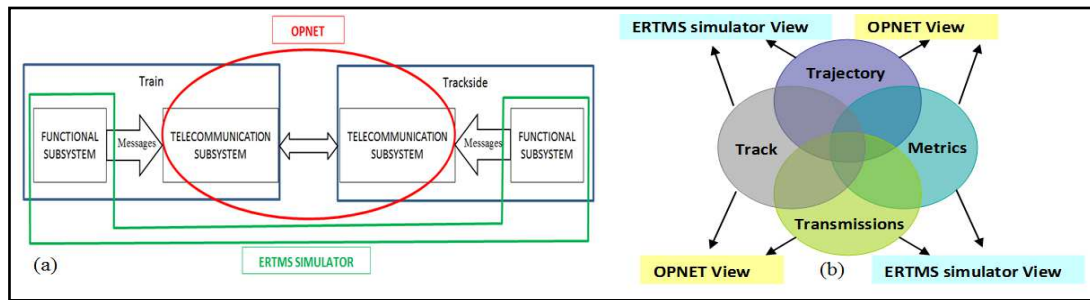 OPNET
Train
Trackside
FUNCTIONAL
SUBSYSTEM
Messages
TELECOMMUNICATION
SUBSYSTEM
TELECOMMUNICATION
SUBSYSTEM
Messages
FUNCTIONAL
SUBSYSTEM
(a)
ERTMS SIMULATOR
ERTMS simulator View
OPNET View
Trajectory
Track
Metrics
Transmissions
OPNET View
(b)
ERTMS simulator View